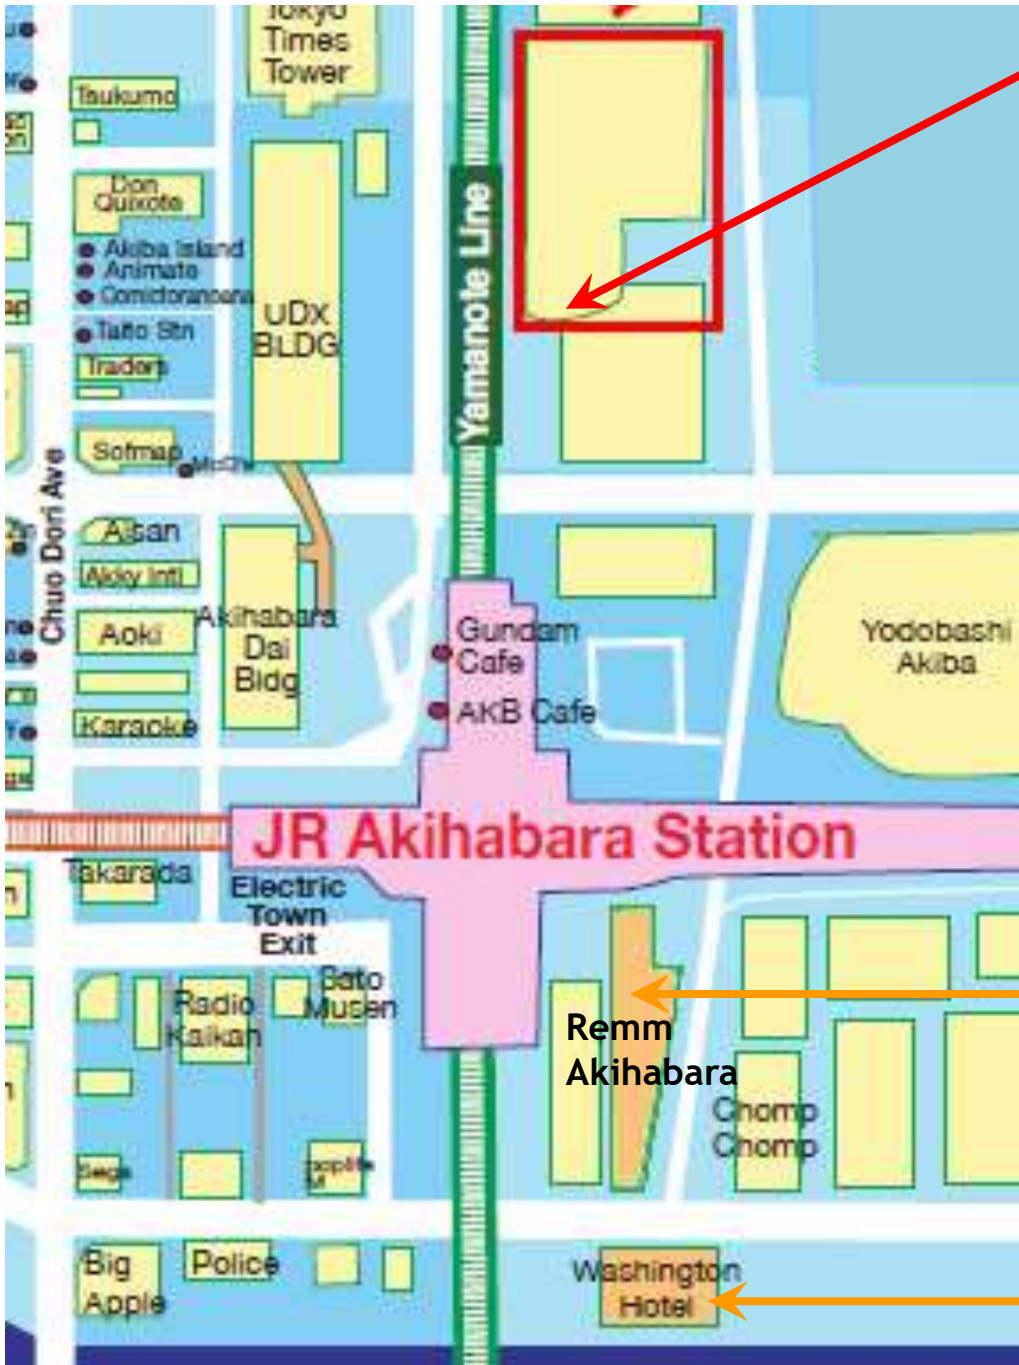 Tokyo
Times
Tower
Tsukumo
Don
Quixote
Akiba Island
Animate
Comictoranoana
Taito Stn
Traders
UDX
BLDG
Yamanote Line
Sofmap
Chuo Dori Ave
Aisan
Akky Intl
Aoki
Karaoke
Akihabara
Dai
Bldg
Gundam
Cafe
AKB Cafe
Yodobashi
Akiba
JR Akihabara Station
Takarada
Electric
Town
Exit
Radio
Kaikan
Sato
Musen
Remm
Akihabara
Chomp
Chomp
Sega
Big
Apple
Police
Washington
Hotel